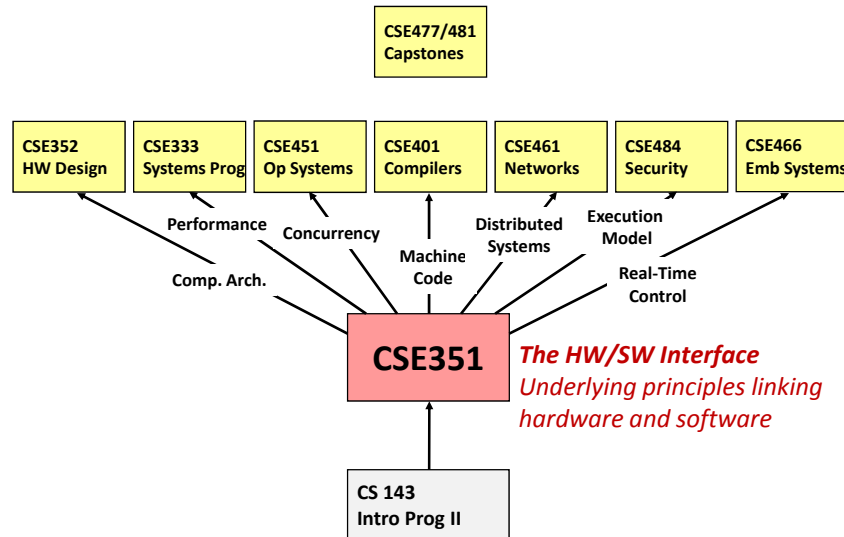 CSE477/481
Capstones
CSE352
HW Design
CSE333
Systems Prog
CSE451
Op Systems
CSE401
Compilers
CSE461
Networks
CSE484
Security
CSE466
Emb Systems
Performance
Concurrency
Comp. Arch.
Machine
Code
Distributed
Systems
Execution
Model
Real-Time
Control
CSE351
The HW/SW Interface
Underlying principles linking
hardware and software
CS 143
Intro Prog II